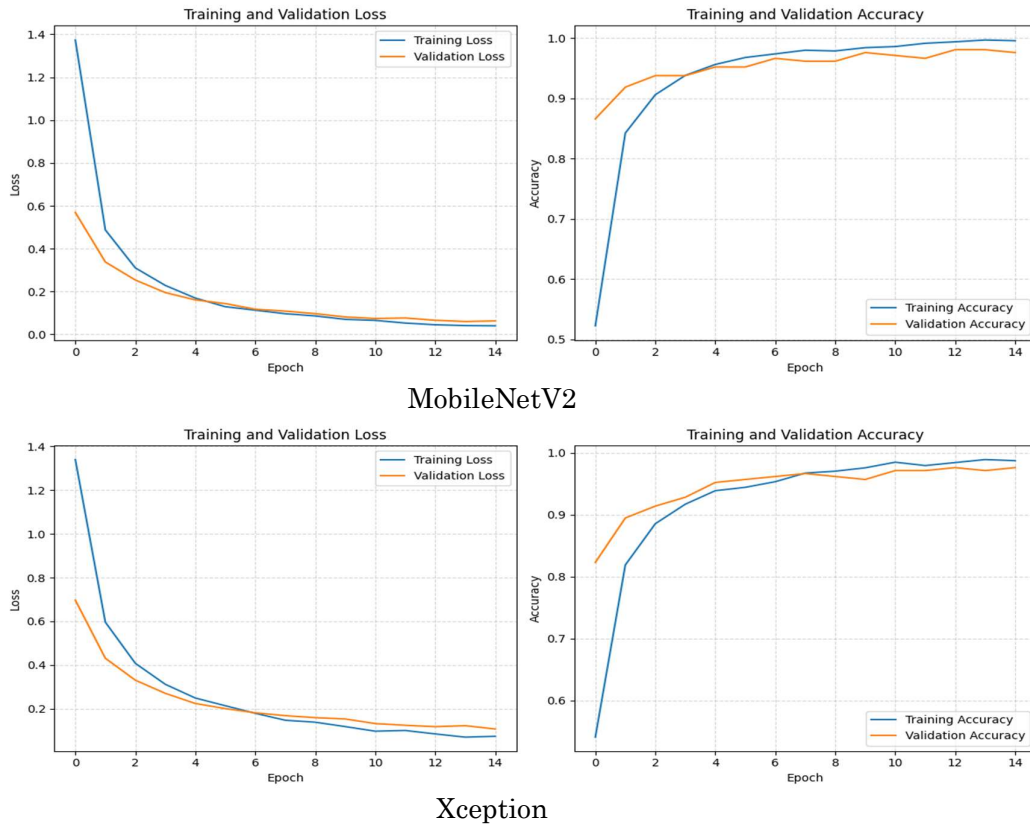 Training and Validation Loss
1.4
1.2
1.0
0.8
0.6
0.4
0.2
0.0
Loss
Training Loss
Validation Loss
0 2 4 6 8 10 12 14
Epoch
Training and Validation Accuracy
1.0
0.9
0.8
0.7
0.6
0.5
Accuracy
Training Accuracy
Validation Accuracy
0 2 4 6 8 10 12 14
Epoch
MobileNetV2
Training and Validation Loss
1.4
1.2
1.0
0.8
0.6
0.4
0.2
Loss
Training Loss
Validation Loss
0 2 4 6 8 10 12 14
Epoch
Training and Validation Accuracy
1.0
0.9
0.8
0.7
0.6
Accuracy
Training Accuracy
Validation Accuracy
0 2 4 6 8 10 12 14
Epoch
Xception